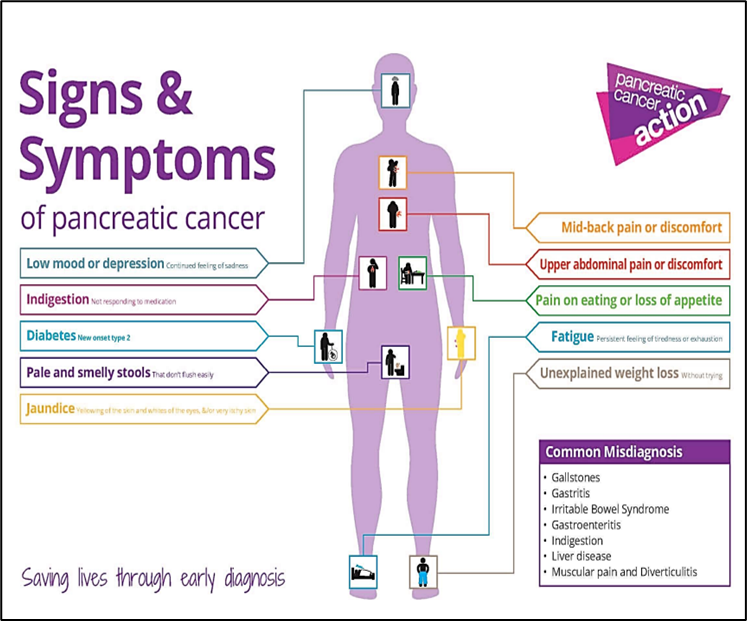 Signs &
Symptoms
of pancreatic cancer
pancreatic
cancer
action
Low mood or depression Continued feeling of sadness
Indigestion Not responding to medication
Diabetes New onset type 2
Pale and smelly stools That don't flush easily
Jaundice Yellowing of the skin and whites of the eyes, &/or very itchy skin
Mid-back pain or discomfort
Upper abdominal pain or discomfort
Pain on eating or loss of appetite
Fatigue Persistent feeling of tiredness or exhaustion
Unexplained weight loss Without trying
Common Misdiagnosis
• Gallstones
• Gastritis
• Irritable Bowel Syndrome
• Gastroenteritis
• Indigestion
• Liver disease
• Muscular pain and Diverticulitis
Saving lives through early diagnosis